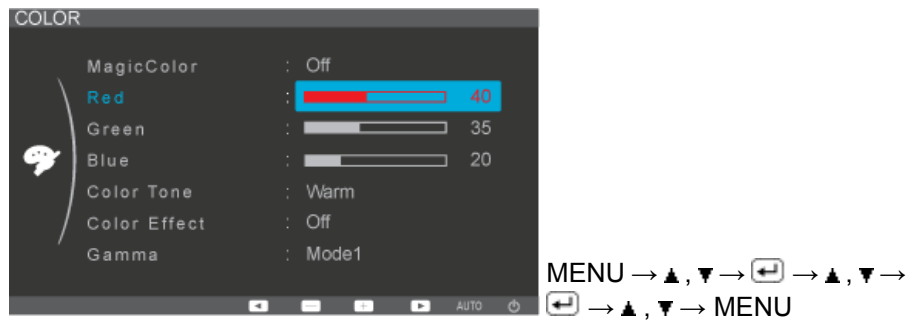 COLOR
MagicColor : Off
Red : 40
Green : 35
Blue : 20
Color Tone : Warm
Color Effect : Off
Gamma : Mode1
AUTO
MENU → ▲ , ▼ → ↵ → ▲ , ▼ →
↵ → ▲ , ▼ → MENU